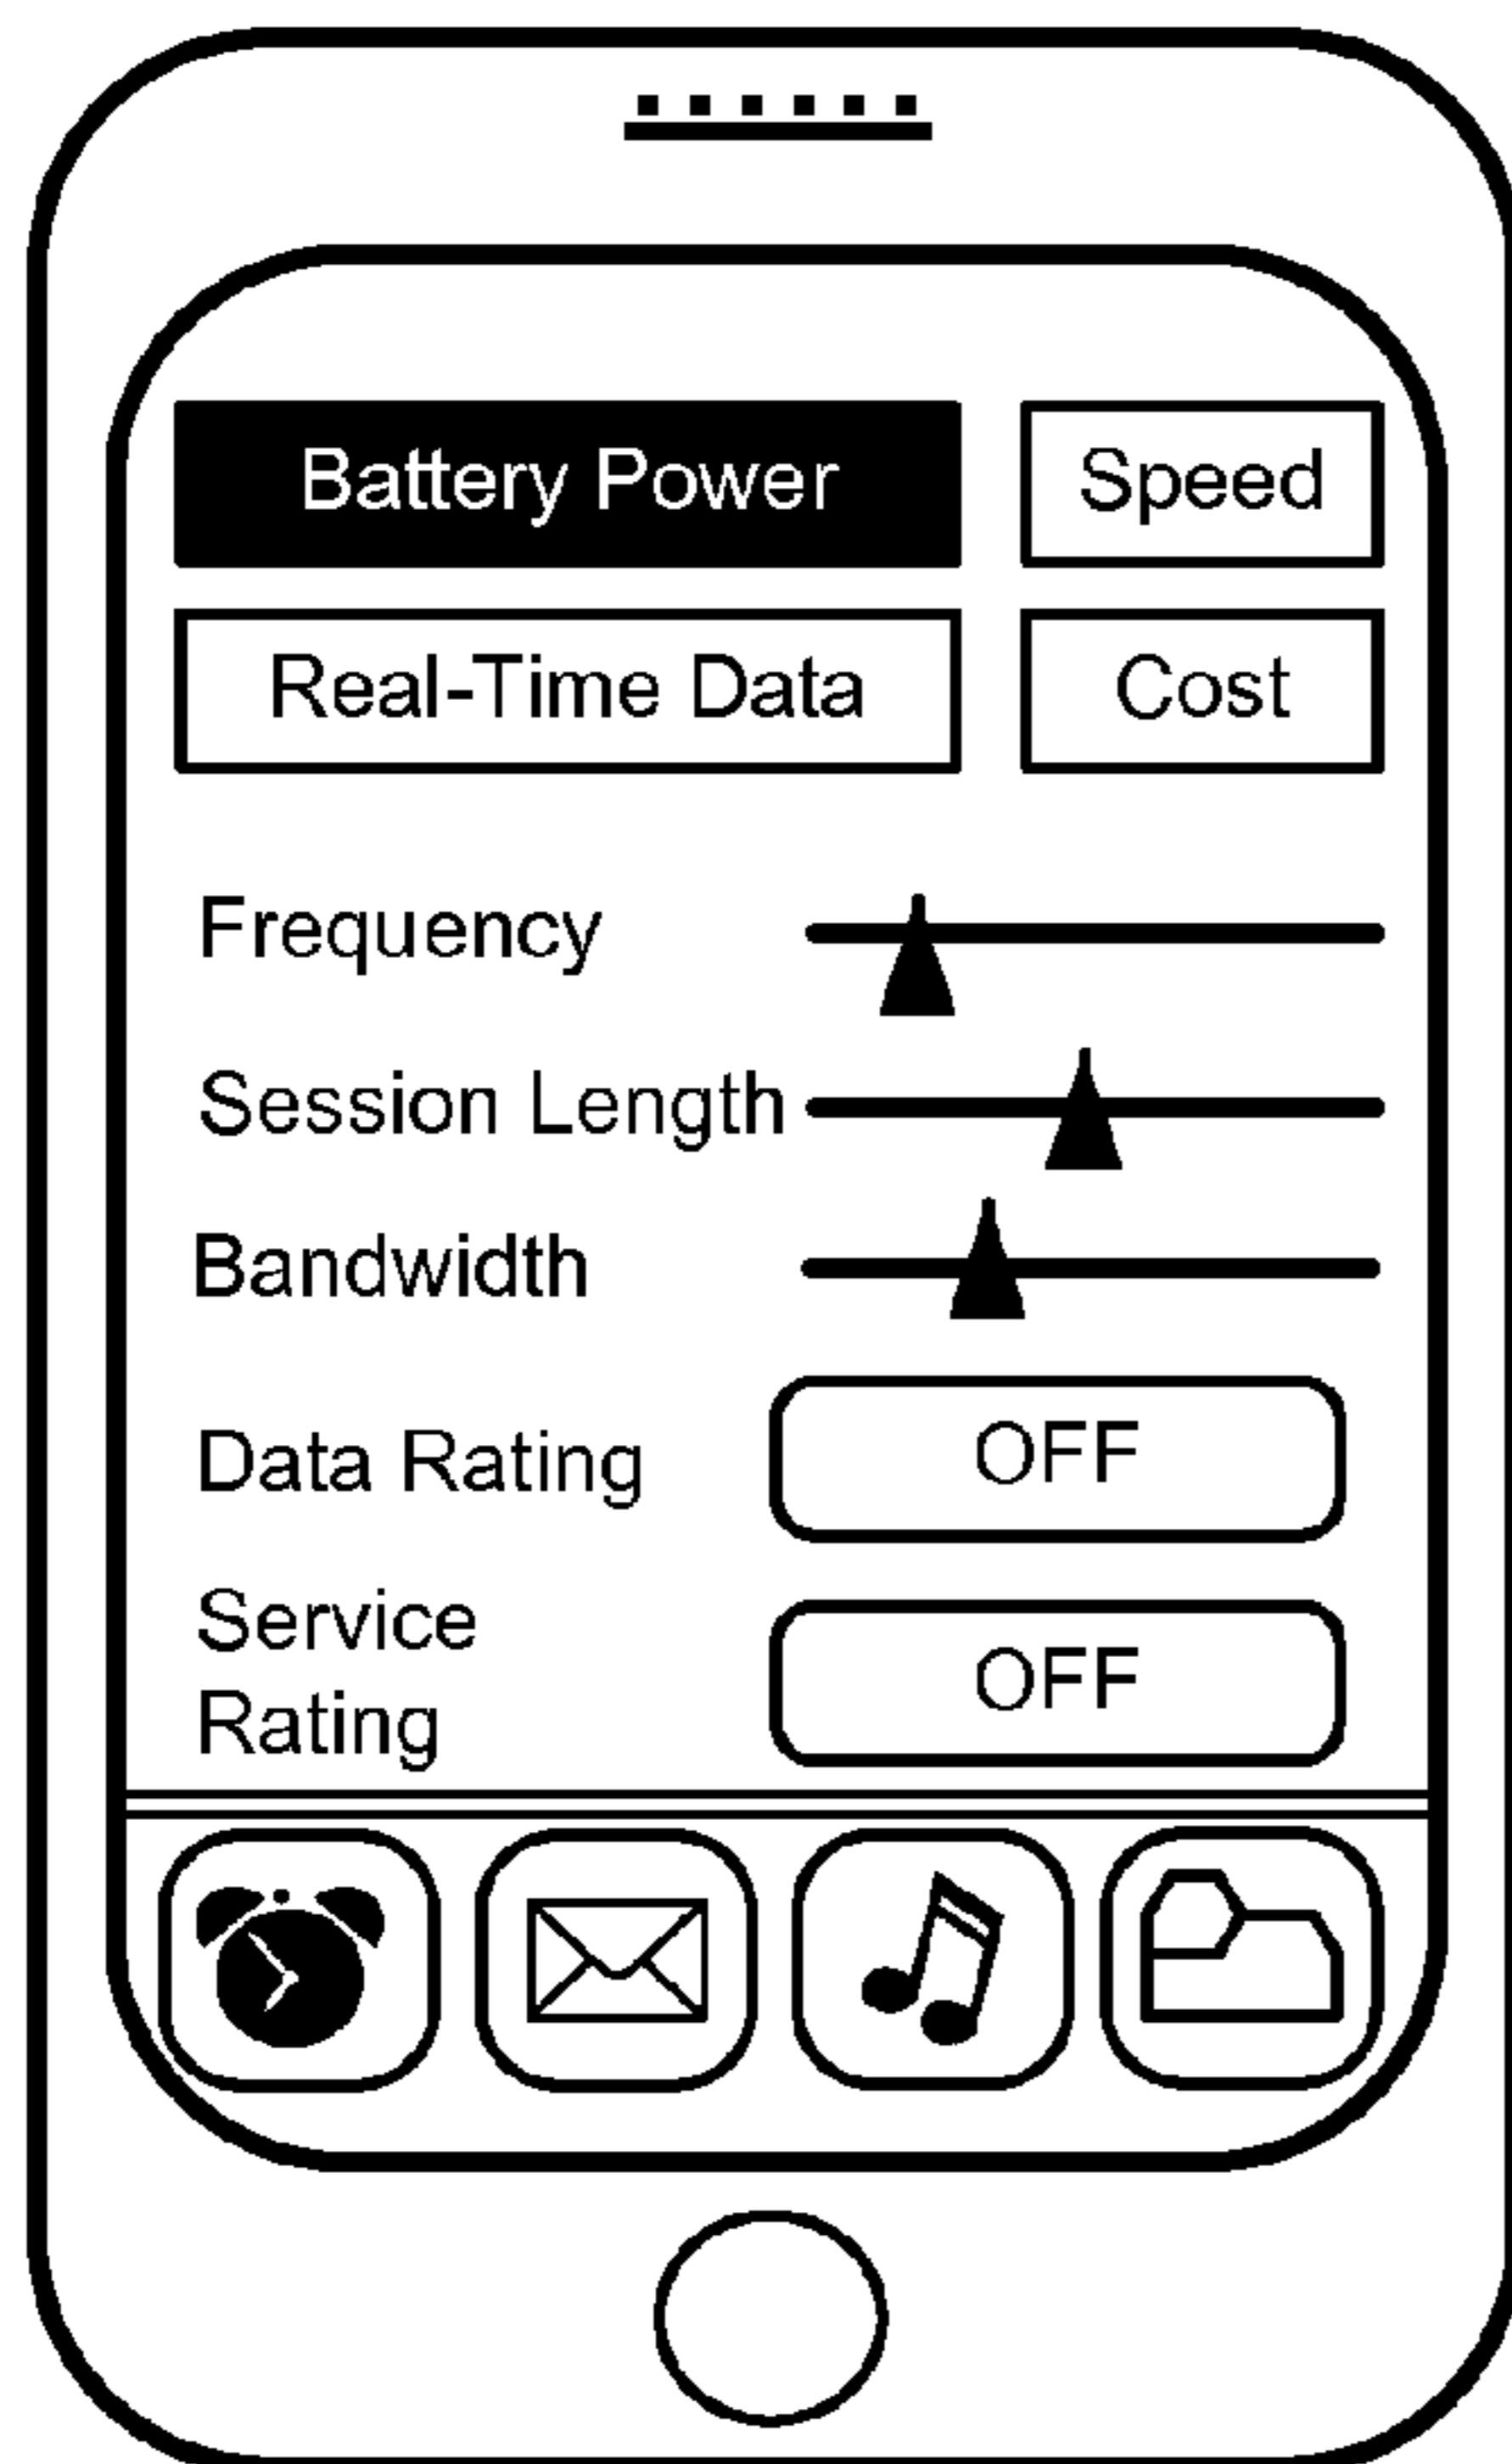 Battery Power
Speed
Real-Time Data
Cost
Frequency
Session Length
Bandwidth
Data Rating
OFF
Service
Rating
OFF